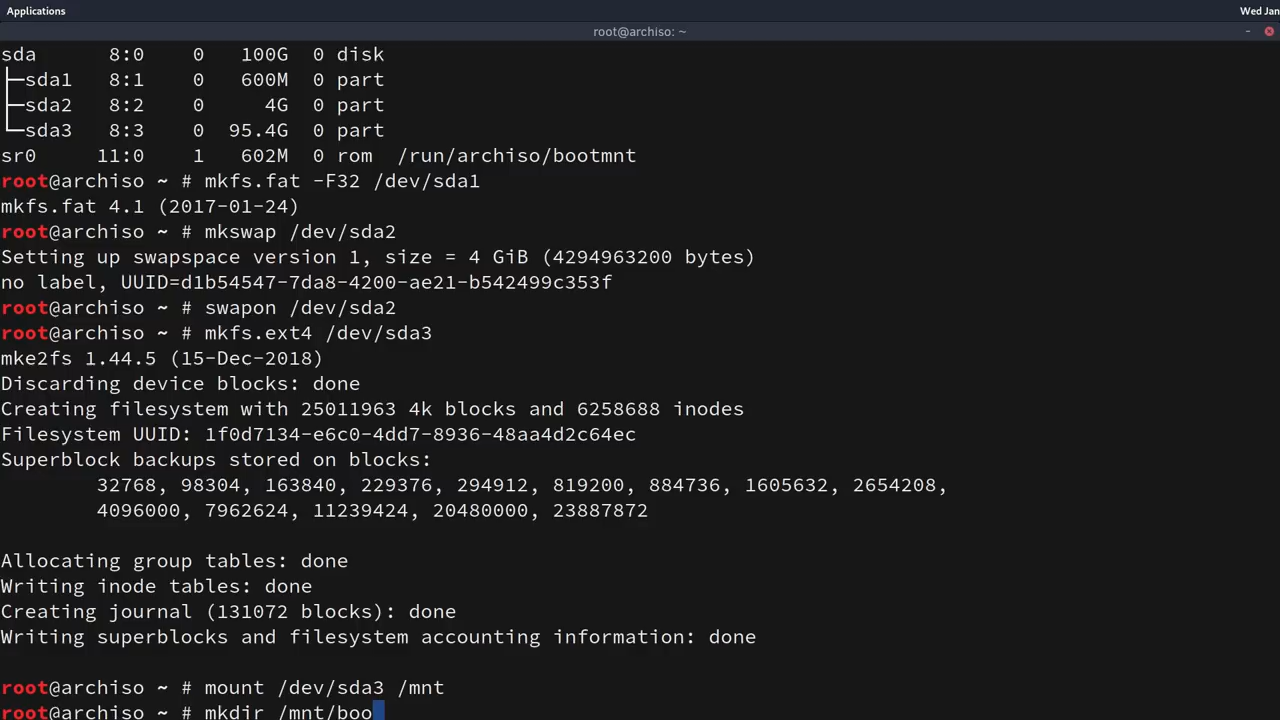 Applications
Wed Jan
root@archiso: ~
sda 8:0 0 100G 0 disk
├─sda1 8:1 0 600M 0 part
├─sda2 8:2 0 4G 0 part
└─sda3 8:3 0 95.4G 0 part
sr0 11:0 1 602M 0 rom /run/archiso/bootmnt
root@archiso ~ # mkfs.fat -F32 /dev/sda1
mkfs.fat 4.1 (2017-01-24)
root@archiso ~ # mkswap /dev/sda2
Setting up swapspace version 1, size = 4 GiB (4294963200 bytes)
no label, UUID=d1b54547-7da8-4200-ae21-b542499c353f
root@archiso ~ # swapon /dev/sda2
root@archiso ~ # mkfs.ext4 /dev/sda3
mke2fs 1.44.5 (15-Dec-2018)
Discarding device blocks: done
Creating filesystem with 25011963 4k blocks and 6258688 inodes
Filesystem UUID: 1f0d7134-e6c0-4dd7-8936-48aa4d2c64ec
Superblock backups stored on blocks:
32768, 98304, 163840, 229376, 294912, 819200, 884736, 1605632, 2654208,
4096000, 7962624, 11239424, 20480000, 23887872
Allocating group tables: done
Writing inode tables: done
Creating journal (131072 blocks): done
Writing superblocks and filesystem accounting information: done
root@archiso ~ # mount /dev/sda3 /mnt
root@archiso ~ # mkdir /mnt/boo